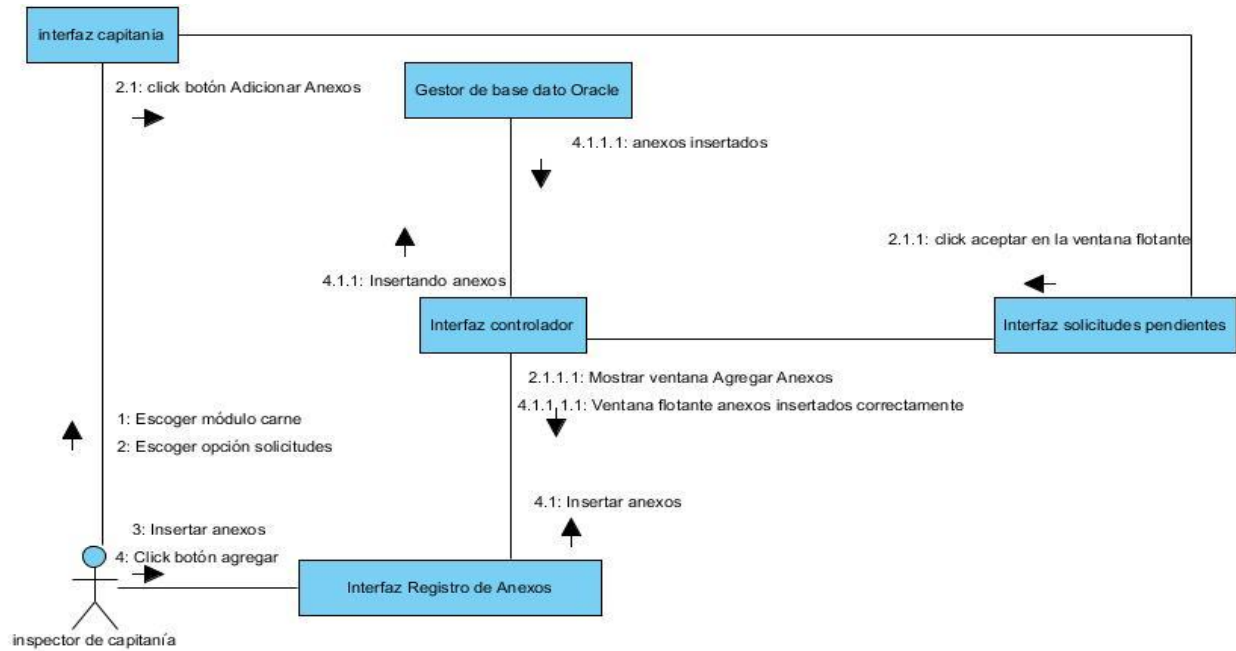 interfaz capitania
2.1: click botón Adicionar Anexos
Gestor de base dato Oracle
4.1.1.1: anexos insertados
2.1.1: click aceptar en la ventana flotante
4.1.1: Insertando anexos
Interfaz controlador
Interfaz solicitudes pendientes
2.1.1.1: Mostrar ventana Agregar Anexos
4.1.1.1.1: Ventana flotante anexos insertados correctamente
1: Escoger módulo carne
2: Escoger opción solicitudes
4.1: Insertar anexos
3: Insertar anexos
4: Click botón agregar
Interfaz Registro de Anexos
inspector de capitanía